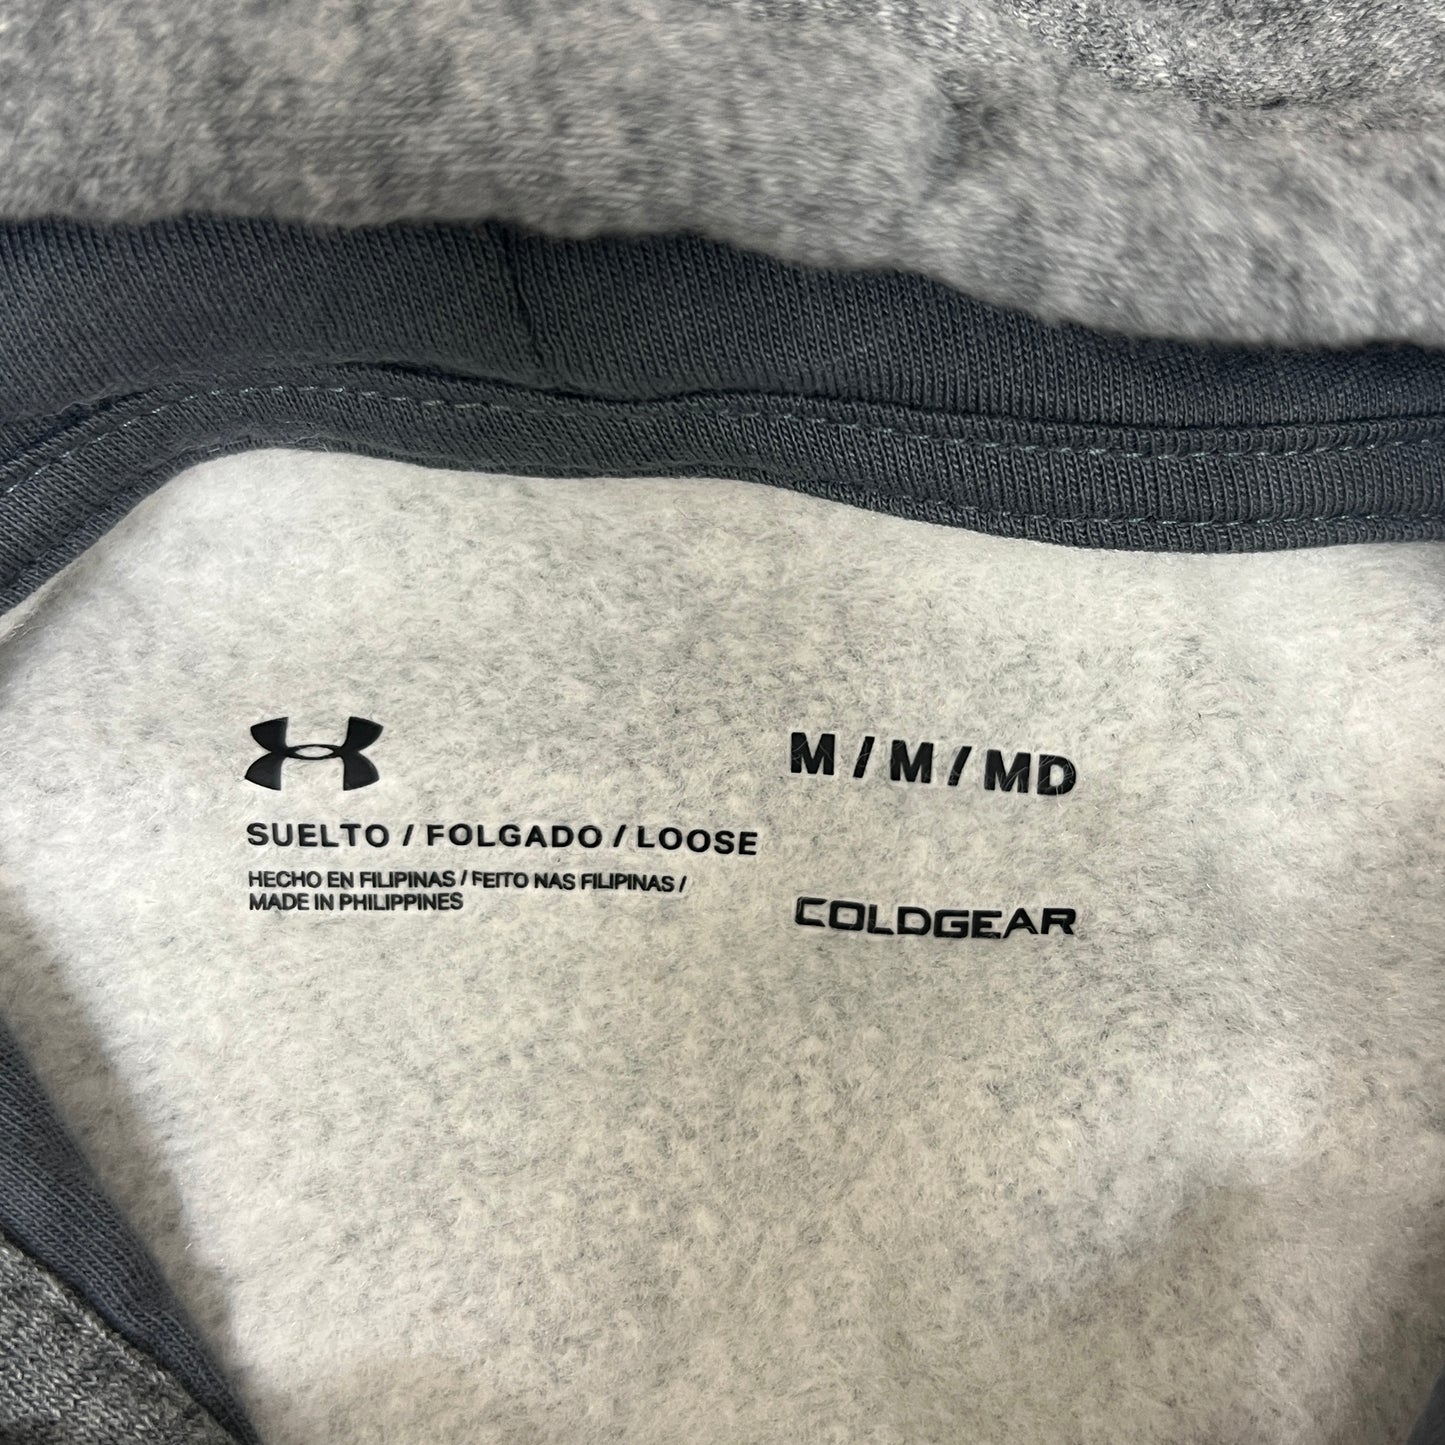 M / M / MD
SUELTO / FOLGADO / LOOSE
HECHO EN FILIPINAS / FEITO NAS FILIPINAS /
MADE IN PHILIPPINES
COLDGEAR